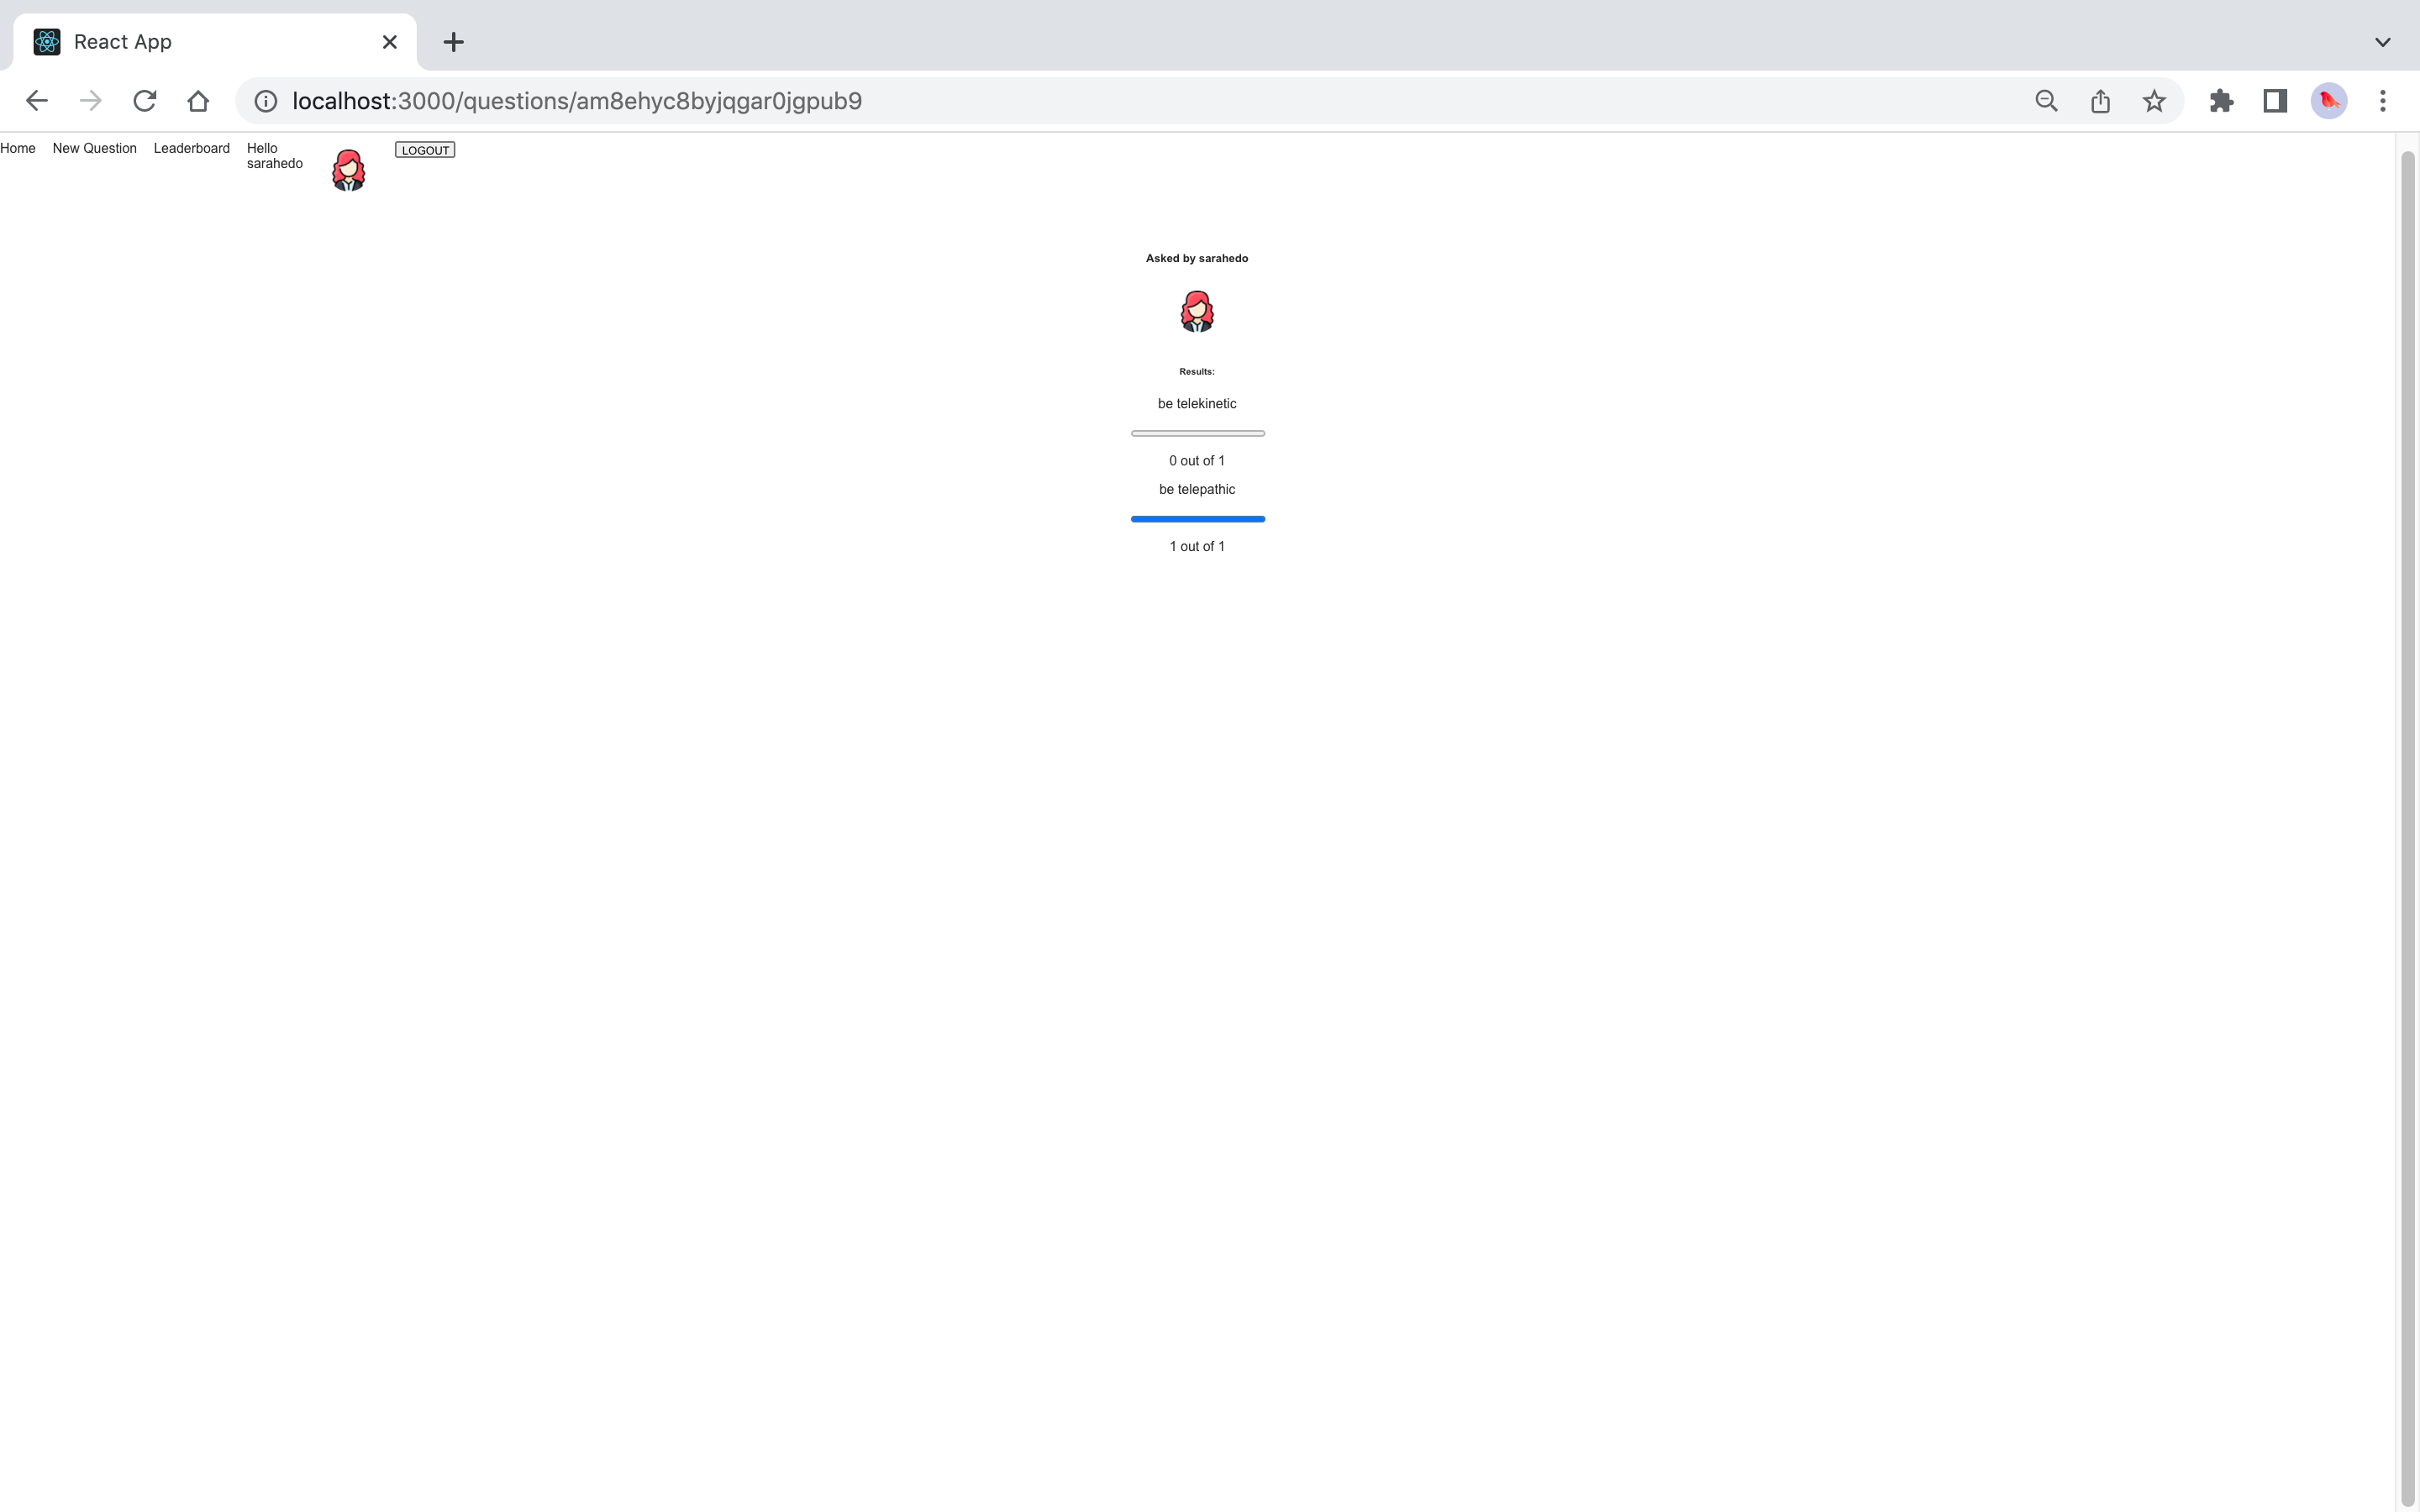 React App
localhost:3000/questions/am8ehyc8byjqgar0jgpub9
Home New Question Leaderboard Hello sarahedo LOGOUT
Asked by sarahedo
Results:
be telekinetic
0 out of 1
be telepathic
1 out of 1